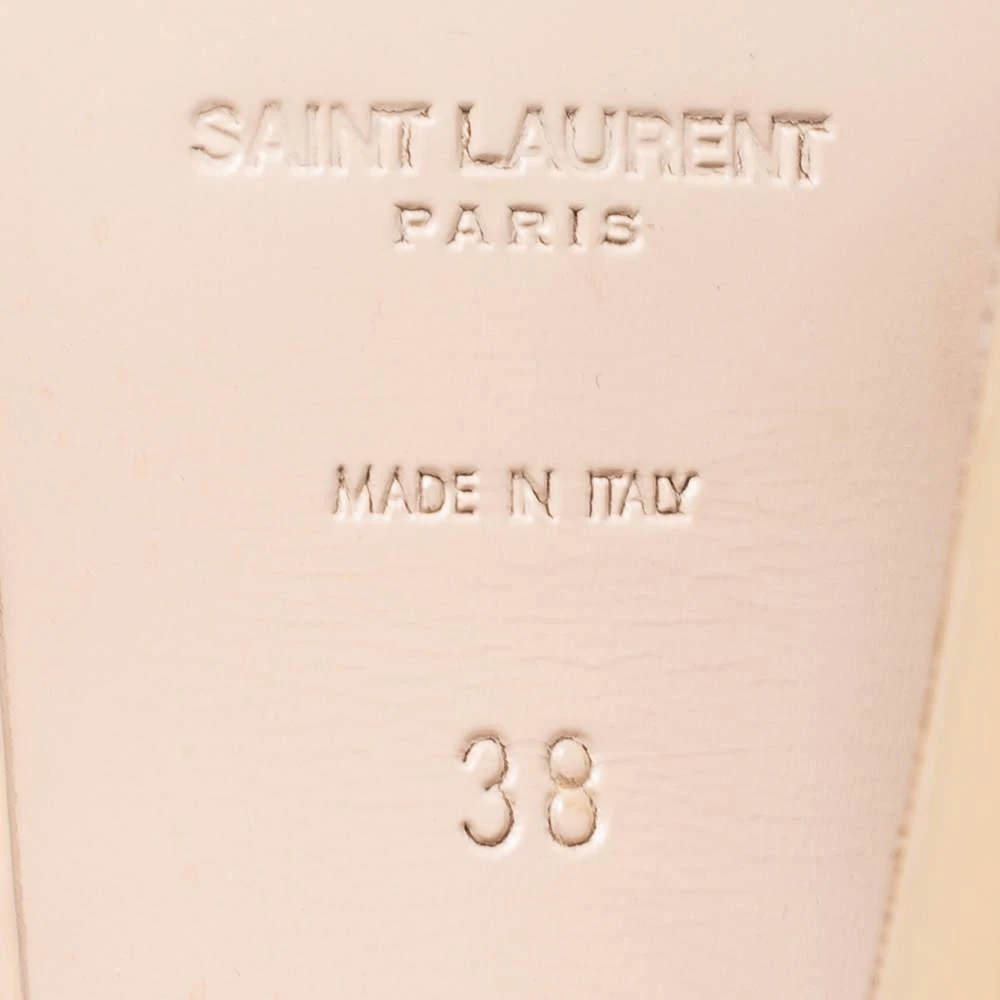 SAINT LAURENT
PARIS
MADE IN ITALY
38